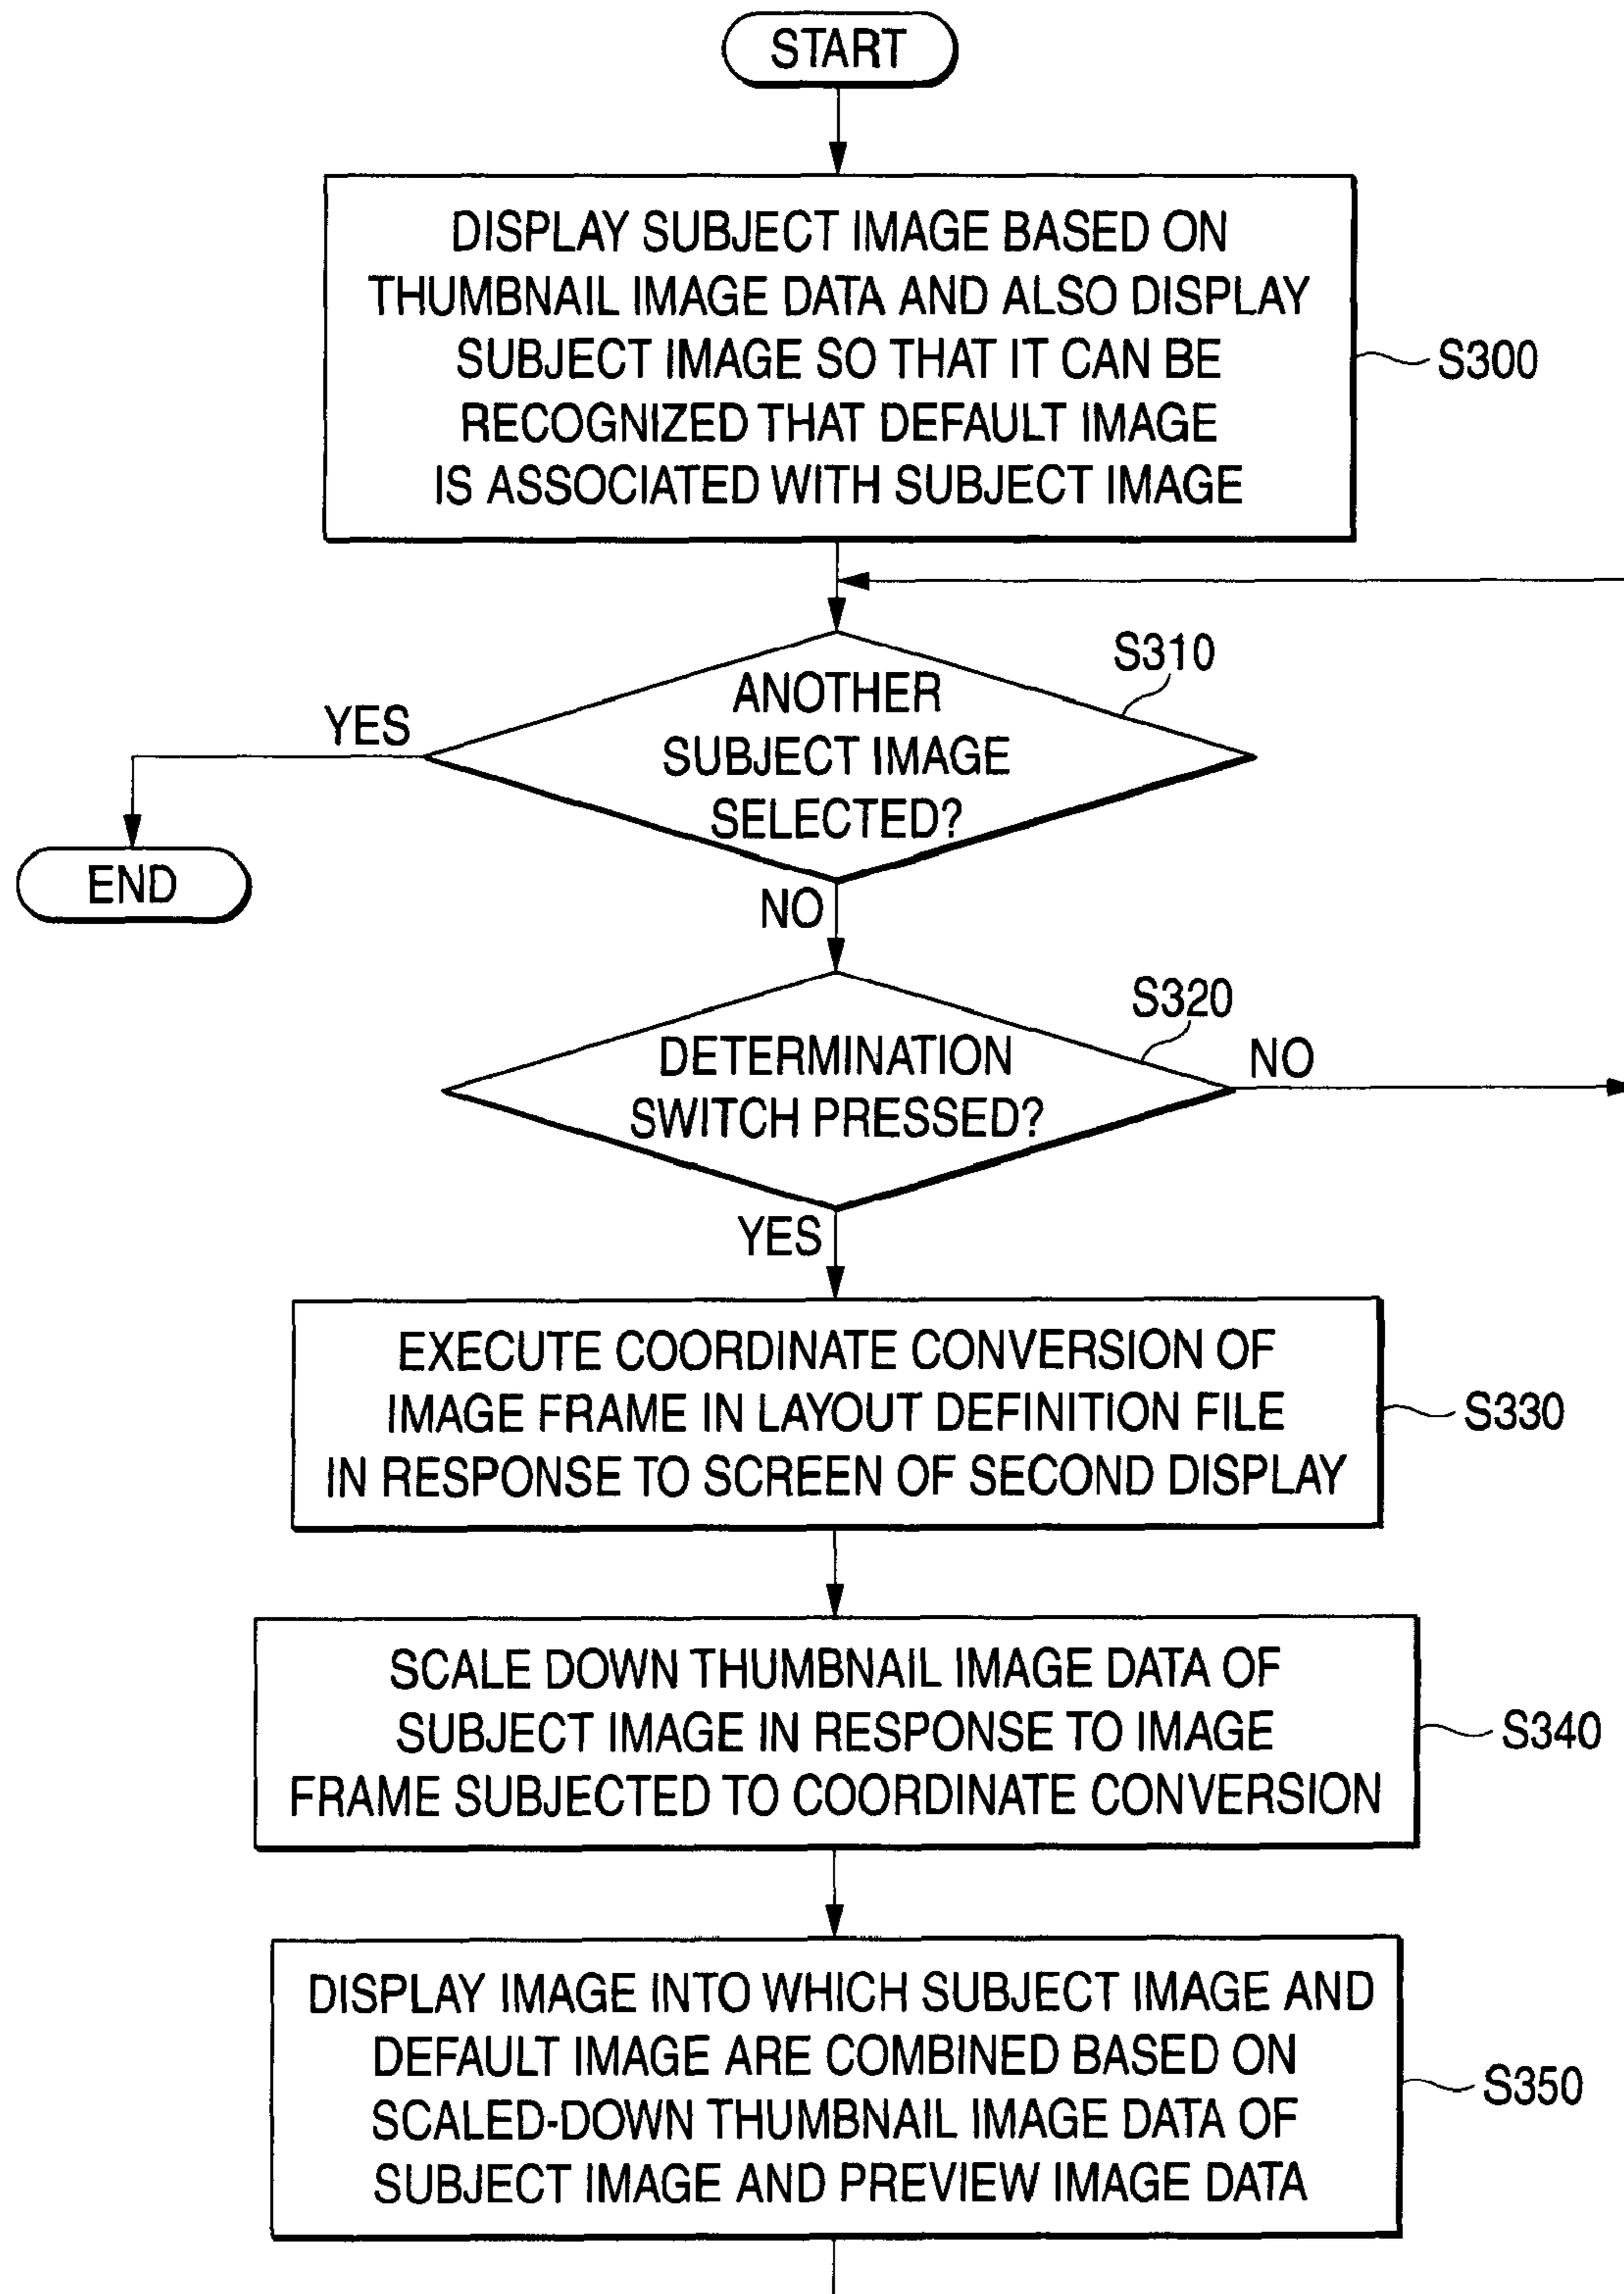 START
DISPLAY SUBJECT IMAGE BASED ON
THUMBNAIL IMAGE DATA AND ALSO DISPLAY
SUBJECT IMAGE SO THAT IT CAN BE
RECOGNIZED THAT DEFAULT IMAGE
IS ASSOCIATED WITH SUBJECT IMAGE
S300
S310
ANOTHER
SUBJECT IMAGE
SELECTED?
YES
END
NO
S320
DETERMINATION
SWITCH PRESSED?
NO
YES
EXECUTE COORDINATE CONVERSION OF
IMAGE FRAME IN LAYOUT DEFINITION FILE
IN RESPONSE TO SCREEN OF SECOND DISPLAY
S330
SCALE DOWN THUMBNAIL IMAGE DATA OF
SUBJECT IMAGE IN RESPONSE TO IMAGE
FRAME SUBJECTED TO COORDINATE CONVERSION
S340
DISPLAY IMAGE INTO WHICH SUBJECT IMAGE AND
DEFAULT IMAGE ARE COMBINED BASED ON
SCALED-DOWN THUMBNAIL IMAGE DATA OF
SUBJECT IMAGE AND PREVIEW IMAGE DATA
S350